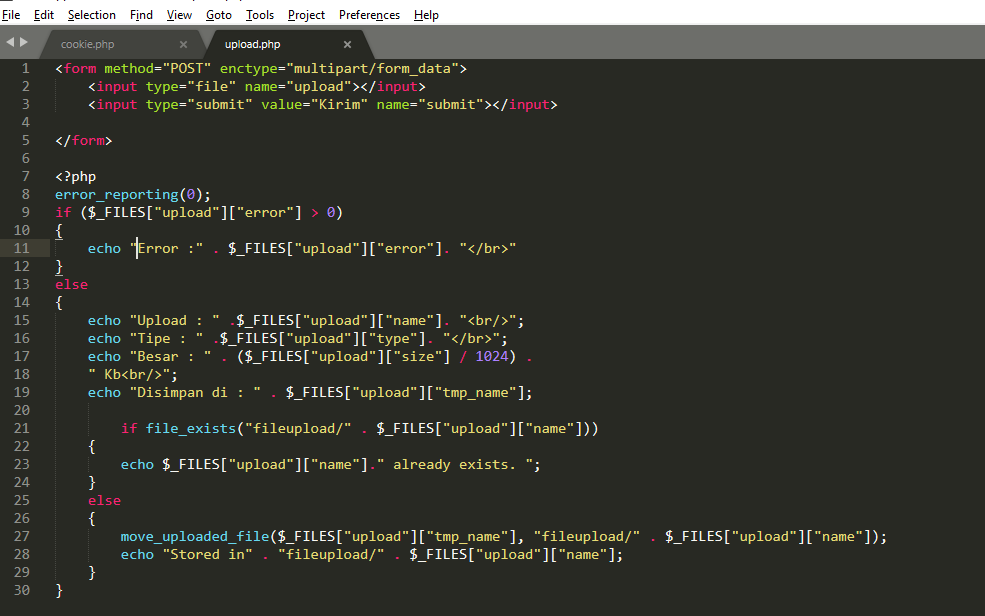 File Edit Selection Find View Goto Tools Project Preferences Help
cookie.php × upload.php ×
1 <form method="POST" enctype="multipart/form_data">
2 <input type="file" name="upload"></input>
3 <input type="submit" value="Kirim" name="submit"></input>
4
5 </form>
6
7 <?php
8 error_reporting(0);
9 if ($_FILES["upload"]["error"] > 0)
10 {
11 echo "Error :" . $_FILES["upload"]["error"]. "</br>"
12 }
13 else
14 {
15 echo "Upload : " .$_FILES["upload"]["name"]. "<br/>";
16 echo "Tipe : " .$_FILES["upload"]["type"]. "</br>";
17 echo "Besar : " . ($_FILES["upload"]["size"] / 1024) .
18 " Kb<br/>";
19 echo "Disimpan di : " . $_FILES["upload"]["tmp_name"];
20
21 if file_exists("fileupload/" . $_FILES["upload"]["name"]))
22 {
23 echo $_FILES["upload"]["name"]." already exists. ";
24 }
25 else
26 {
27 move_uploaded_file($_FILES["upload"]["tmp_name"], "fileupload/" . $_FILES["upload"]["name"]);
28 echo "Stored in" . "fileupload/" . $_FILES["upload"]["name"];
29 }
30 }